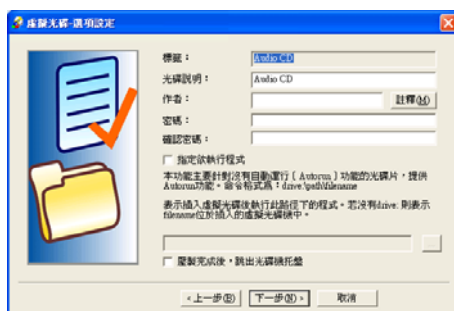 虛擬光碟-選項設定
標籤： Audio CD
光碟說明： Audio CD
作者： 註釋(M)
密碼：
確認密碼：
指定欲執行程式
本功能主要針對沒有自動運行（Autorun）功能的光碟片，提供
Autorun功能。命令格式為：drive:\path\filename
表示插入虛擬光碟後執行此路徑下的程式。若沒有drive: 則表示
filename位於插入的虛擬光碟機中。
...
壓製完成後，跳出光碟機托盤
<上一步(B) 下一步(N)> 取消